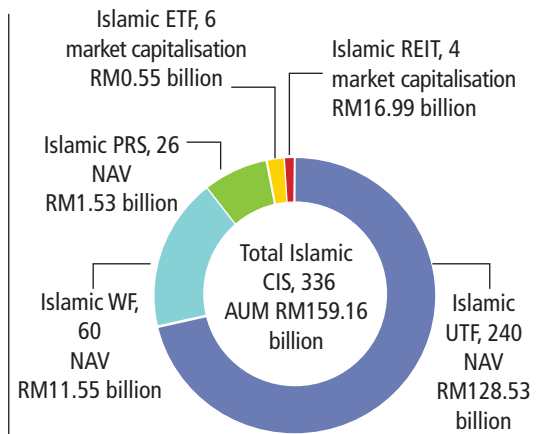 Islamic ETF, 6
market capitalisation
RM0.55 billion
Islamic REIT, 4
market capitalisation
RM16.99 billion
Islamic PRS, 26
NAV
RM1.53 billion
Total Islamic
CIS, 336
AUM RM159.16
billion
Islamic WF,
60
NAV
RM11.55 billion
Islamic
UTF, 240
NAV
RM128.53
billion